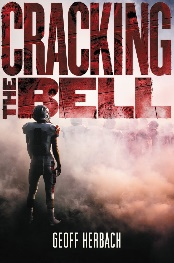 CRACKING
THE BELL
GEOFF HERBACH